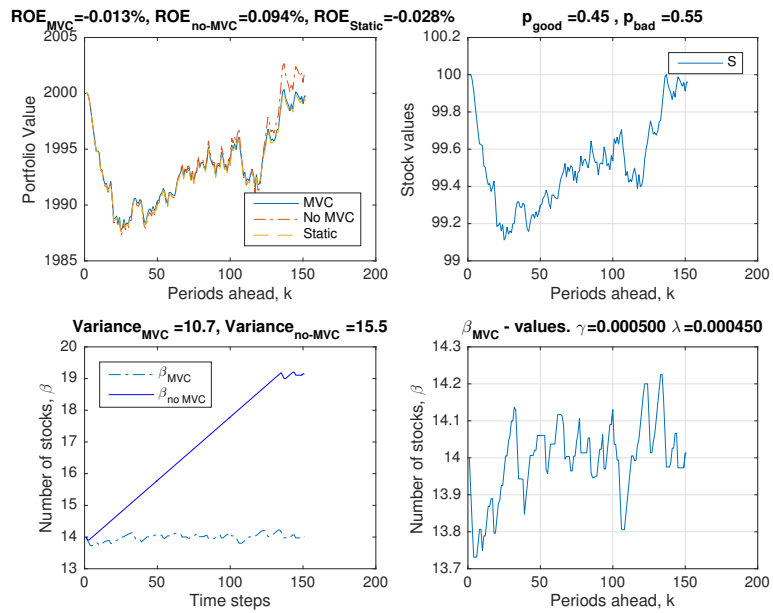 ROE_MVC=-0.013%, ROE_no-MVC=0.094%, ROE_Static=-0.028%
Portfolio Value
2000
1995
1990
1985
0 50 100 150 200
Periods ahead, k
MVC
No MVC
Static
p_good =0.45 , p_bad =0.55
Stock values
100.2
100
99.8
99.6
99.4
99.2
99
0 50 100 150 200
Periods ahead, k
S
Variance_MVC =10.7, Variance_no-MVC =15.5
Number of stocks, β
20
19
18
17
16
15
14
13
0 50 100 150 200
Time steps
β_MVC
β_no MVC
β_MVC - values. γ=0.000500 λ=0.000450
Number of stocks, β
14.3
14.2
14.1
14
13.9
13.8
13.7
0 50 100 150 200
Periods ahead, k